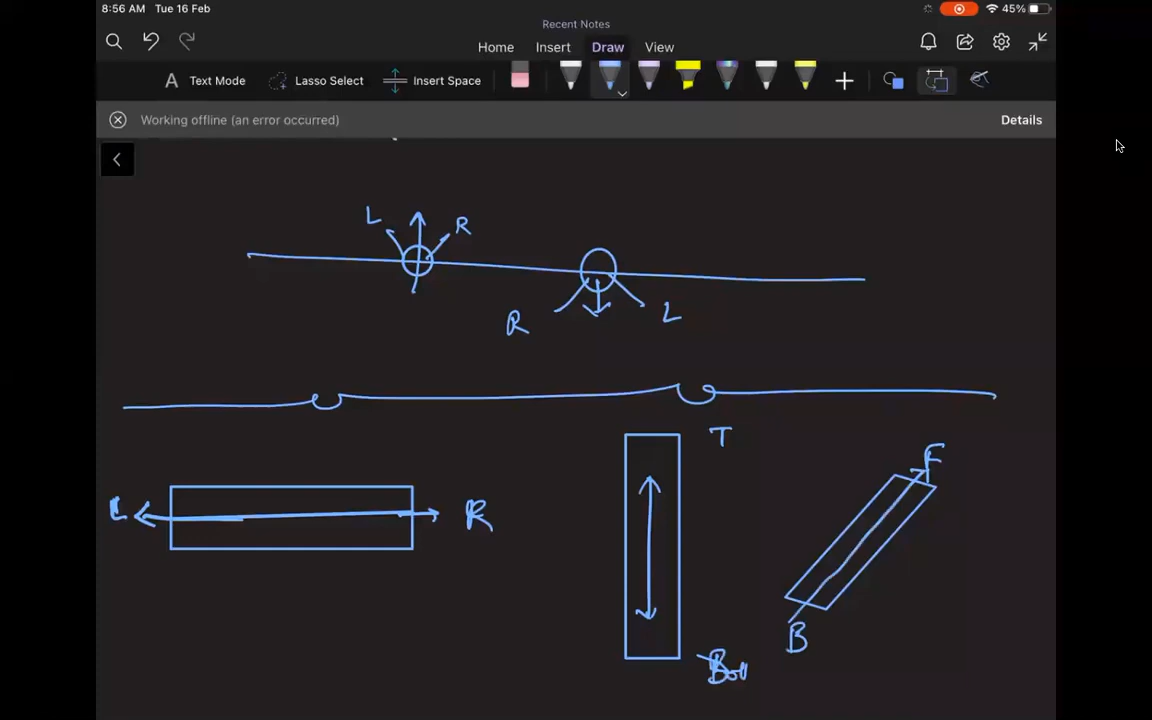 8:56 AM Tue 16 Feb
45%
Recent Notes
Home Insert Draw View
A Text Mode Lasso Select Insert Space
Working offline (an error occurred) Details
L R
R L
T
F
L R
B